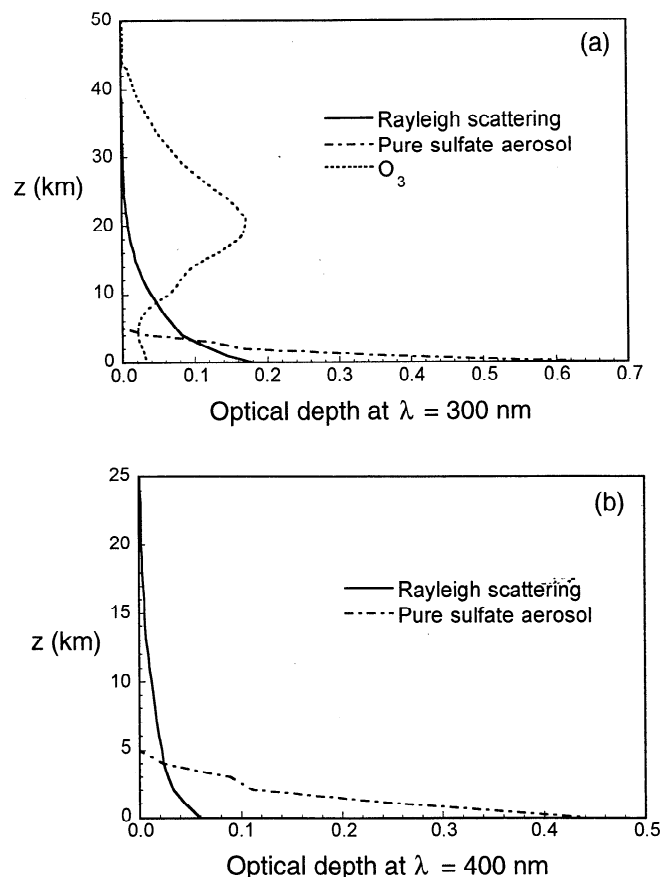 50
(a)
40
Rayleigh scattering
Pure sulfate aerosol
30
O3
z (km)
20
10
0
0.0 0.1 0.2 0.3 0.4 0.5 0.6 0.7
Optical depth at λ = 300 nm
25
(b)
20
Rayleigh scattering
Pure sulfate aerosol
15
z (km)
10
5
0
0.0 0.1 0.2 0.3 0.4 0.5
Optical depth at λ = 400 nm